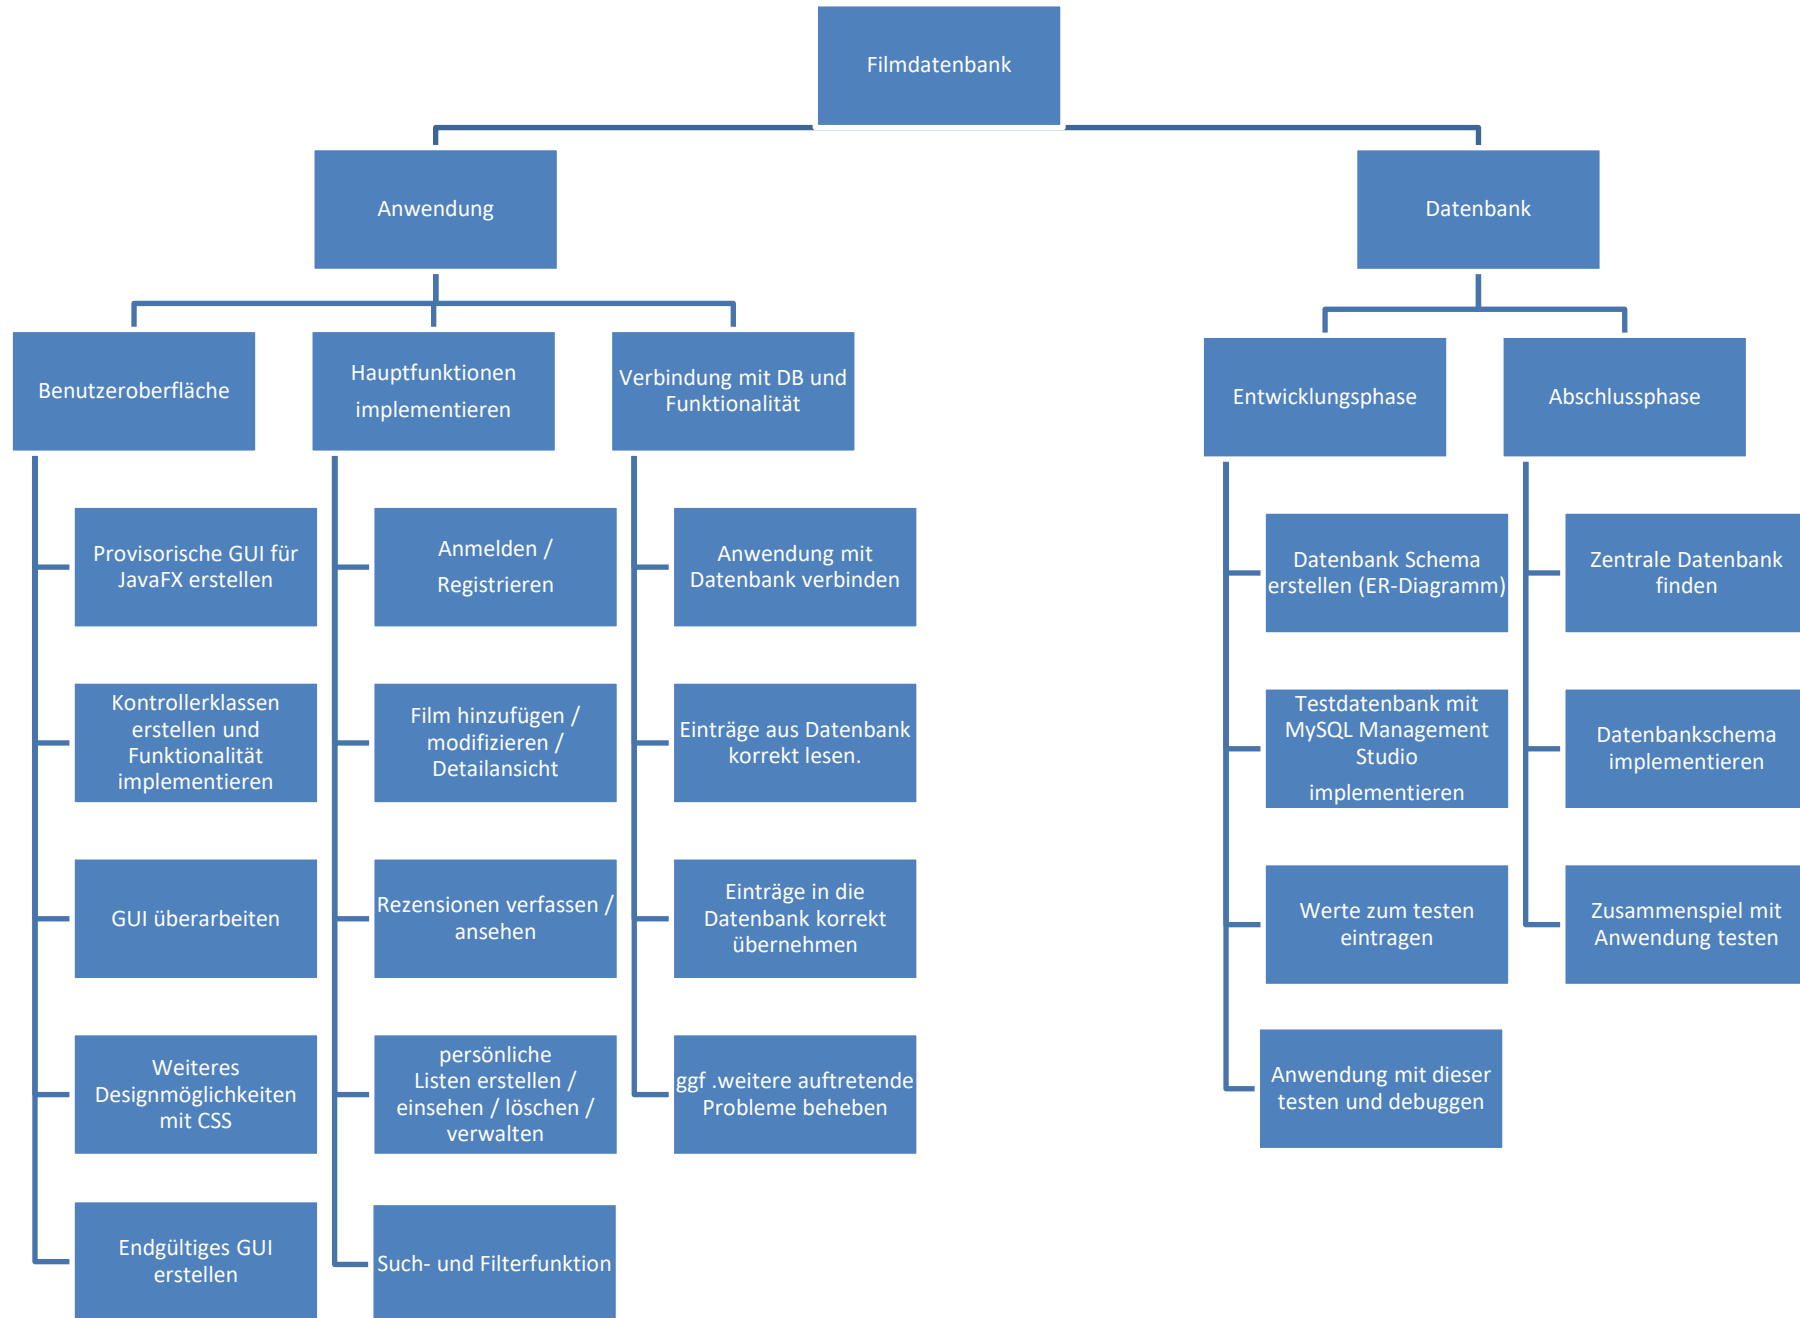 Filmdatenbank
Anwendung
Datenbank
Benutzeroberfläche
Hauptfunktionen
implementieren
Verbindung mit DB und
Funktionalität
Entwicklungsphase
Abschlussphase
Provisorische GUI für
JavaFX erstellen
Kontrollerklassen
erstellen und
Funktionalität
implementieren
GUI überarbeiten
Weiteres
Designmöglichkeiten
mit CSS
Endgültiges GUI
erstellen
Anmelden /
Registrieren
Film hinzufügen /
modifizieren /
Detailansicht
Rezensionen verfassen /
ansehen
persönliche
Listen erstellen /
einsehen / löschen /
verwalten
Such- und Filterfunktion
Anwendung mit
Datenbank verbinden
Einträge aus Datenbank
korrekt lesen.
Einträge in die
Datenbank korrekt
übernehmen
ggf .weitere auftretende
Probleme beheben
Datenbank Schema
erstellen (ER-Diagramm)
Testdatenbank mit
MySQL Management
Studio
implementieren
Werte zum testen
eintragen
Anwendung mit dieser
testen und debuggen
Zentrale Datenbank
finden
Datenbankschema
implementieren
Zusammenspiel mit
Anwendung testen